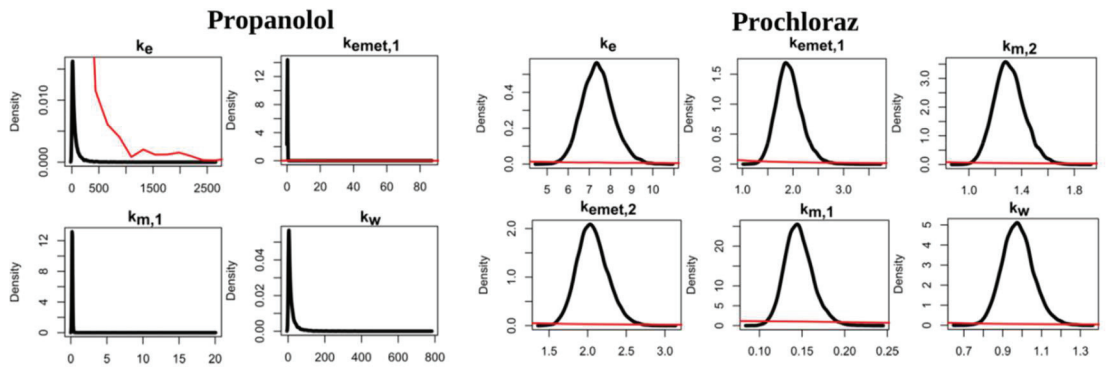 Propanolol
Prochloraz
ke
kemet,1
Density
0.000 0.010
0 500 1500 2500
Density
0 4 8 12
0 20 40 60 80
km,1
kw
Density
0 4 8 12
0 5 10 15 20
Density
0.00 0.02 0.04
0 200 400 600 800
ke
kemet,1
km,2
Density
0.0 0.2 0.4
5 6 7 8 9 10
Density
0.0 0.5 1.0 1.5
1.0 2.0 3.0
Density
0.0 1.0 2.0 3.0
1.0 1.4 1.8
kemet,2
km,1
kw
Density
0.0 1.0 2.0
1.5 2.0 2.5 3.0
Density
0 5 10 20
0.10 0.15 0.20 0.25
Density
0 1 2 3 4 5
0.7 0.9 1.1 1.3